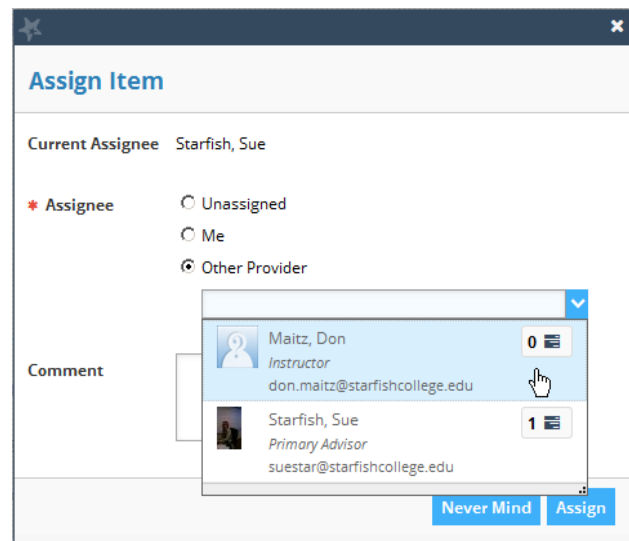 Assign Item
Current Assignee Starfish, Sue
* Assignee
Unassigned
Me
Other Provider
Maitz, Don
Instructor
don.maitz@starfishcollege.edu
0
Starfish, Sue
Primary Advisor
suestar@starfishcollege.edu
1
Comment
Never Mind
Assign